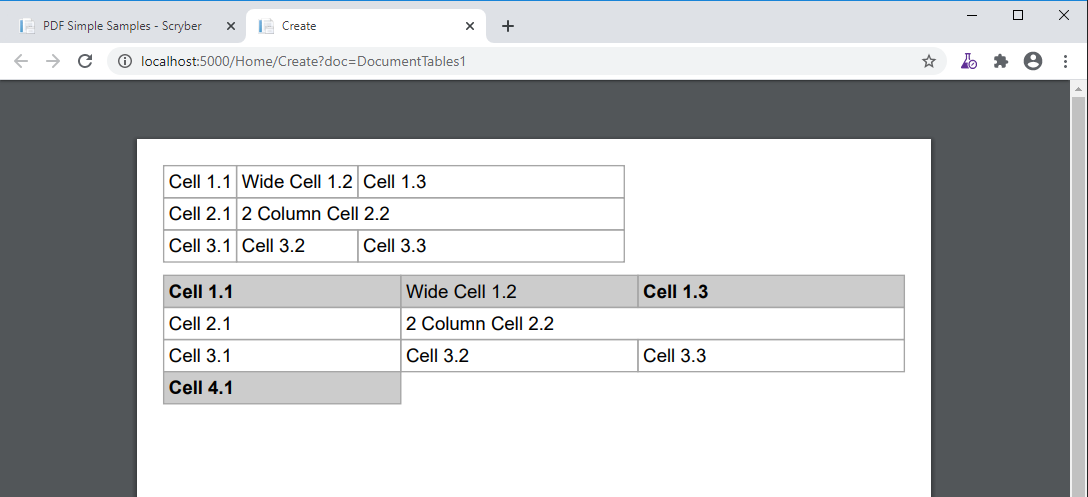 PDF Simple Samples - Scryber
Create
localhost:5000/Home/Create?doc=DocumentTables1
Cell 1.1 Wide Cell 1.2 Cell 1.3
Cell 2.1 2 Column Cell 2.2
Cell 3.1 Cell 3.2 Cell 3.3
Cell 1.1 Wide Cell 1.2 Cell 1.3
Cell 2.1 2 Column Cell 2.2
Cell 3.1 Cell 3.2 Cell 3.3
Cell 4.1